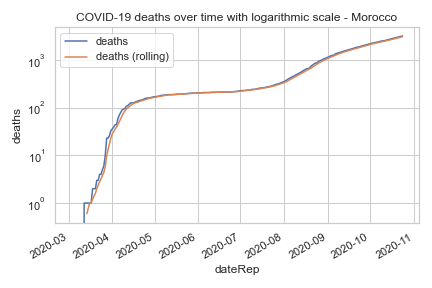 COVID-19 deaths over time with logarithmic scale - Morocco
deaths
deaths (rolling)
10³
10²
10¹
10⁰
deaths
2020-03
2020-04
2020-05
2020-06
2020-07
2020-08
2020-09
2020-10
2020-11
dateRep